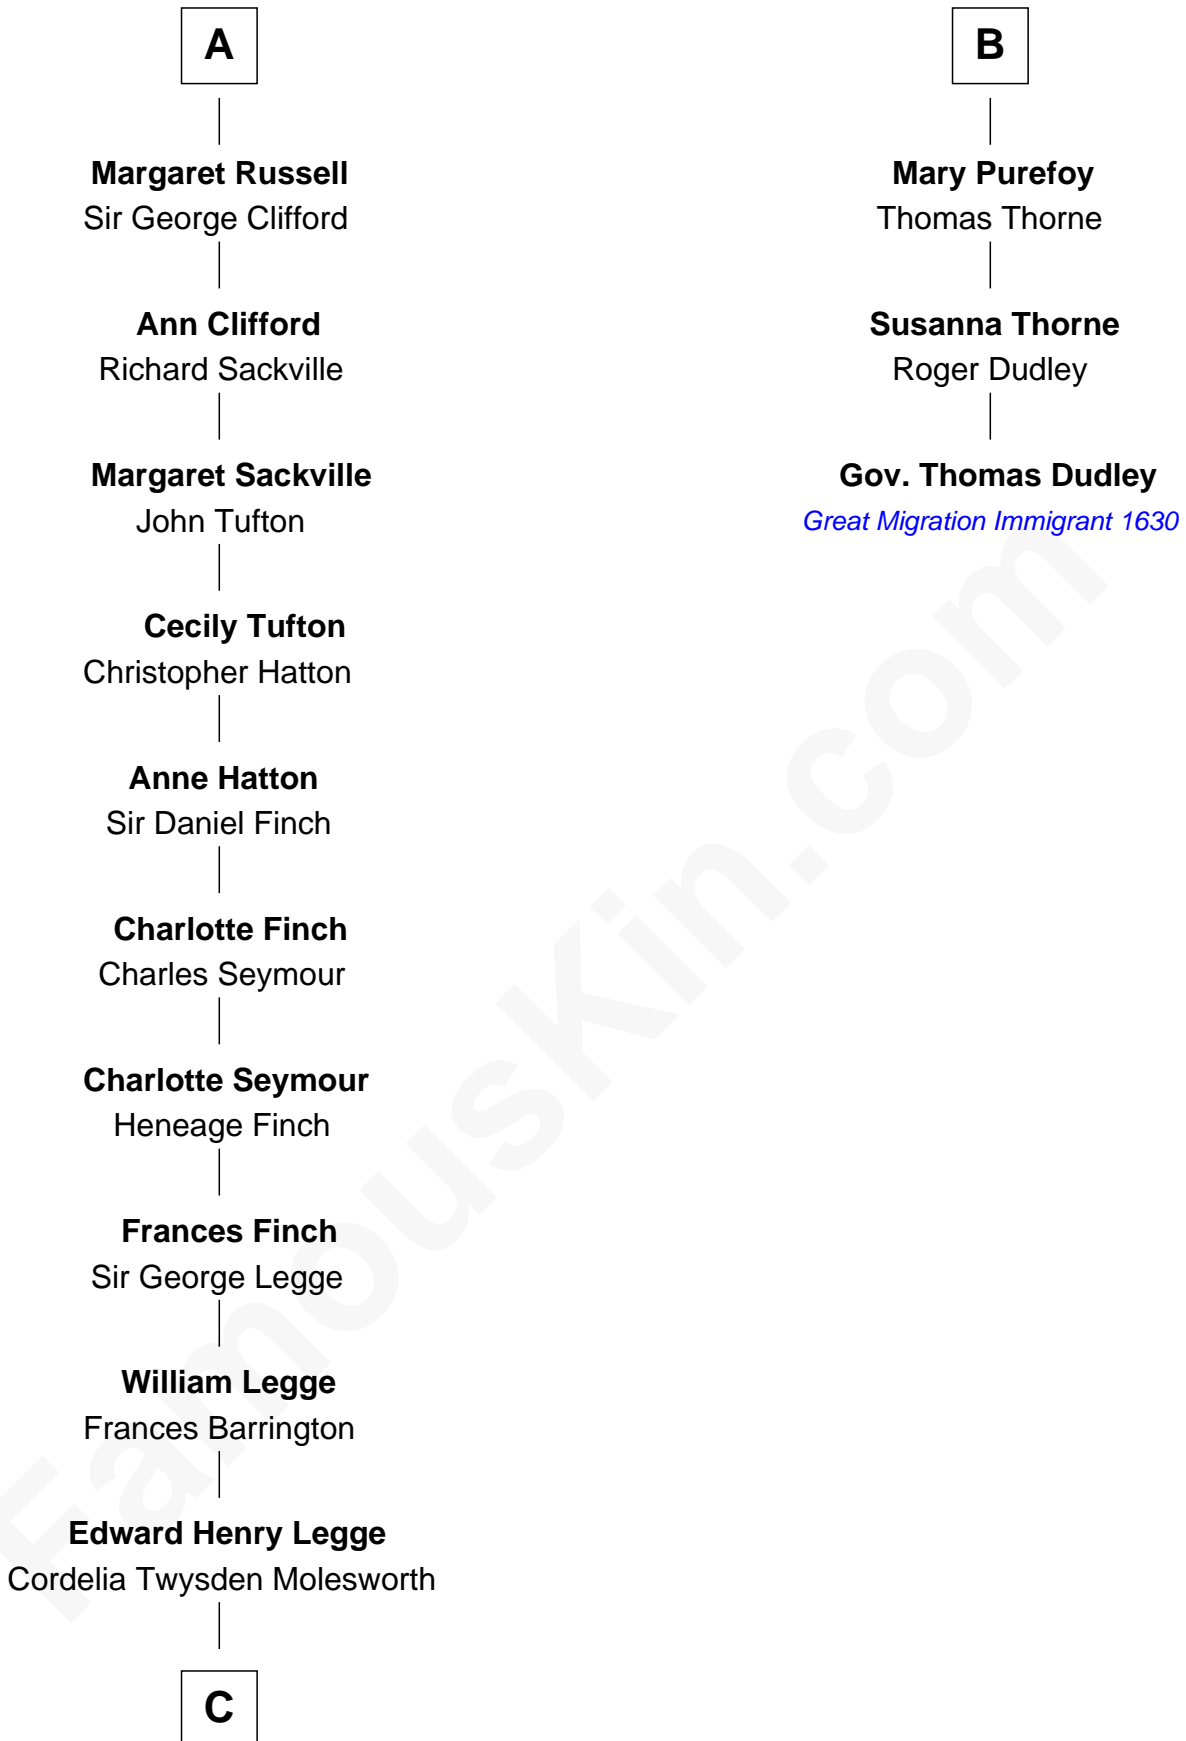 A
Margaret Russell
Sir George Clifford
Ann Clifford
Richard Sackville
Margaret Sackville
John Tufton
Cecily Tufton
Christopher Hatton
Anne Hatton
Sir Daniel Finch
Charlotte Finch
Charles Seymour
Charlotte Seymour
Heneage Finch
Frances Finch
Sir George Legge
William Legge
Frances Barrington
Edward Henry Legge
Cordelia Twysden Molesworth
C
B
Mary Purefoy
Thomas Thorne
Susanna Thorne
Roger Dudley
Gov. Thomas Dudley
Great Migration Immigrant 1630
FamousKin.com